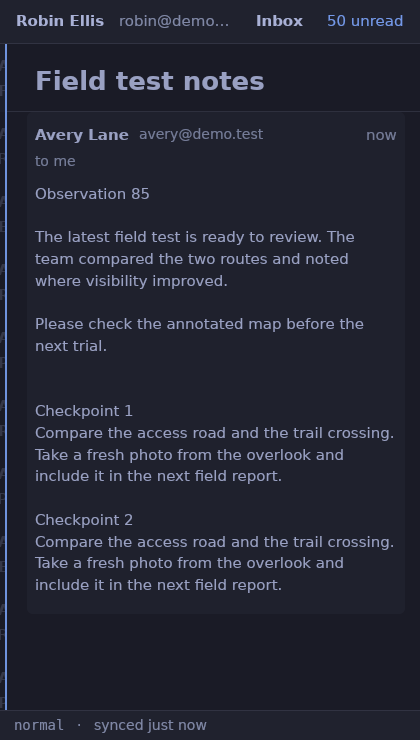 Robin Ellis robin@demo... Inbox 50 unread
Field test notes
Avery Lane avery@demo.test now
to me
Observation 85
The latest field test is ready to review. The
team compared the two routes and noted
where visibility improved.
Please check the annotated map before the
next trial.
Checkpoint 1
Compare the access road and the trail crossing.
Take a fresh photo from the overlook and
include it in the next field report.
Checkpoint 2
Compare the access road and the trail crossing.
Take a fresh photo from the overlook and
include it in the next field report.
normal · synced just now